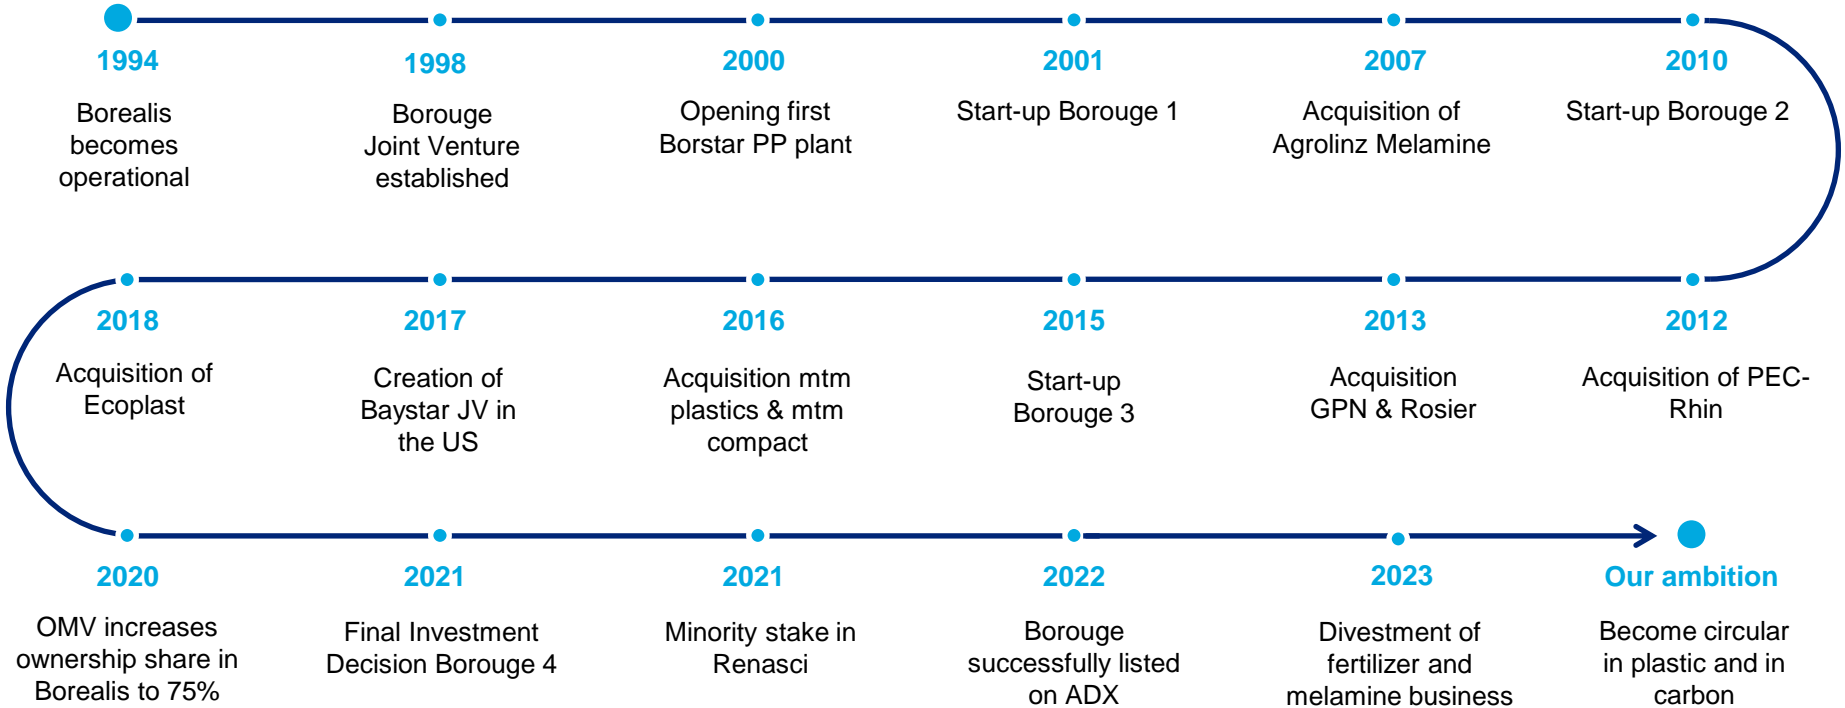 1994
Borealis
becomes
operational
1998
Borouge
Joint Venture
established
2000
Opening first
Borstar PP plant
2001
Start-up Borouge 1
2007
Acquisition of
Agrolinz Melamine
2010
Start-up Borouge 2
2018
Acquisition of
Ecoplast
2017
Creation of
Baystar JV in
the US
2016
Acquisition mtm
plastics & mtm
compact
2015
Start-up
Borouge 3
2013
Acquisition
GPN & Rosier
2012
Acquisition of PEC-
Rhin
2020
OMV increases
ownership share in
Borealis to 75%
2021
Final Investment
Decision Borouge 4
2021
Minority stake in
Renasci
2022
Borouge
successfully listed
on ADX
2023
Divestment of
fertilizer and
melamine business
Our ambition
Become circular
in plastic and in
carbon